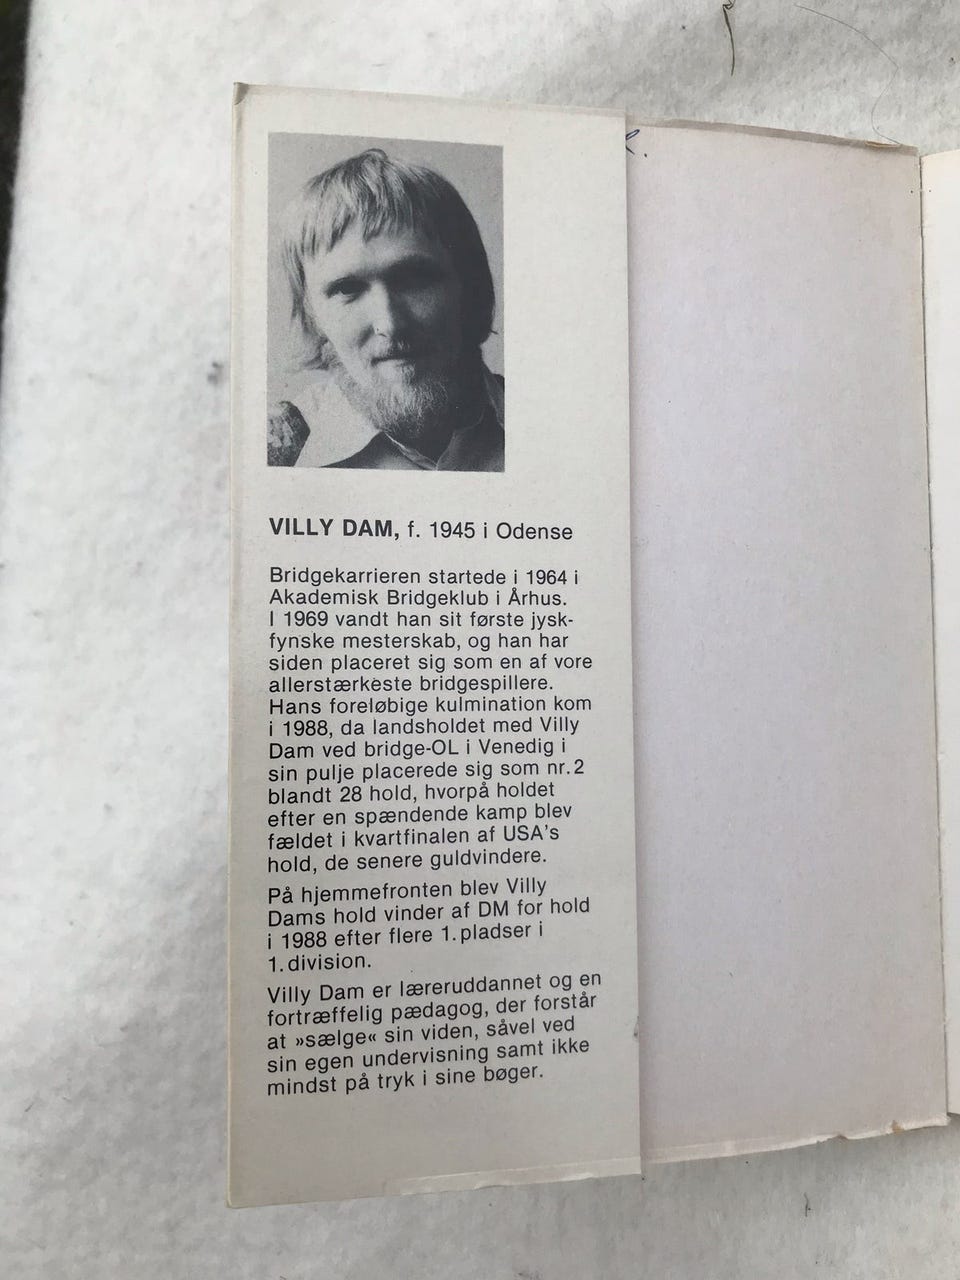 VILLY DAM, f. 1945 i Odense
Bridgekarrieren startede i 1964 i
Akademisk Bridgeklub i Århus.
I 1969 vandt han sit første jysk-
fynske mesterskab, og han har
siden placeret sig som en af vore
allerstærkeste bridgespillere.
Hans foreløbige kulmination kom
i 1988, da landsholdet med Villy
Dam ved bridge-OL i Venedig i
sin pulje placerede sig som nr. 2
blandt 28 hold, hvorpå holdet
efter en spændende kamp blev
fældet i kvartfinalen af USA's
hold, de senere guldvindere.
På hjemmefronten blev Villy
Dams hold vinder af DM for hold
i 1988 efter flere 1. pladser i
1. division.
Villy Dam er læreruddannet og en
fortræffelig pædagog, der forstår
at »sælge« sin viden, såvel ved
sin egen undervisning samt ikke
mindst på tryk i sine bøger.